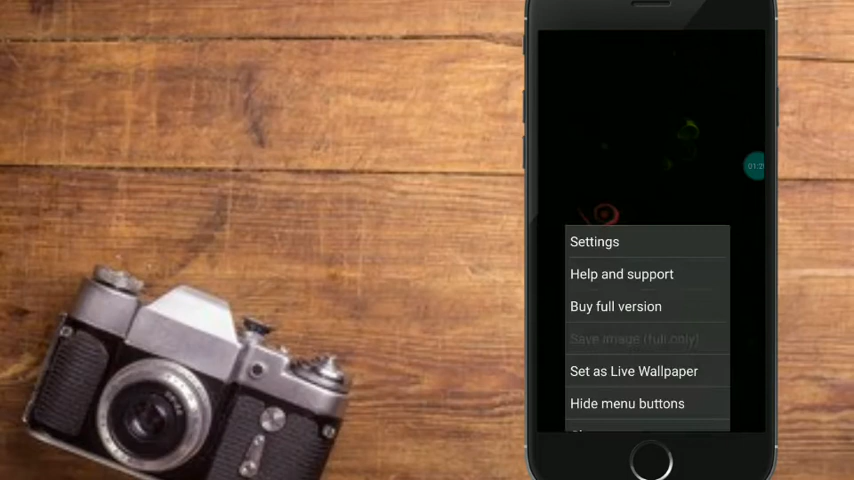 Settings
Help and support
Buy full version
Save image (full only)
Set as Live Wallpaper
Hide menu buttons